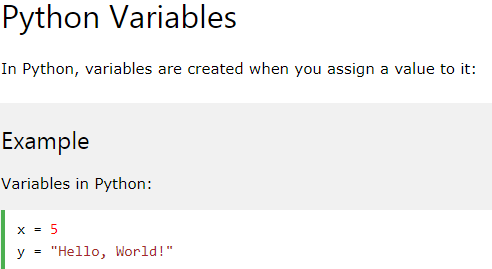 Python Variables
In Python, variables are created when you assign a value to it:
Example
Variables in Python:
x = 5
y = "Hello, World!"